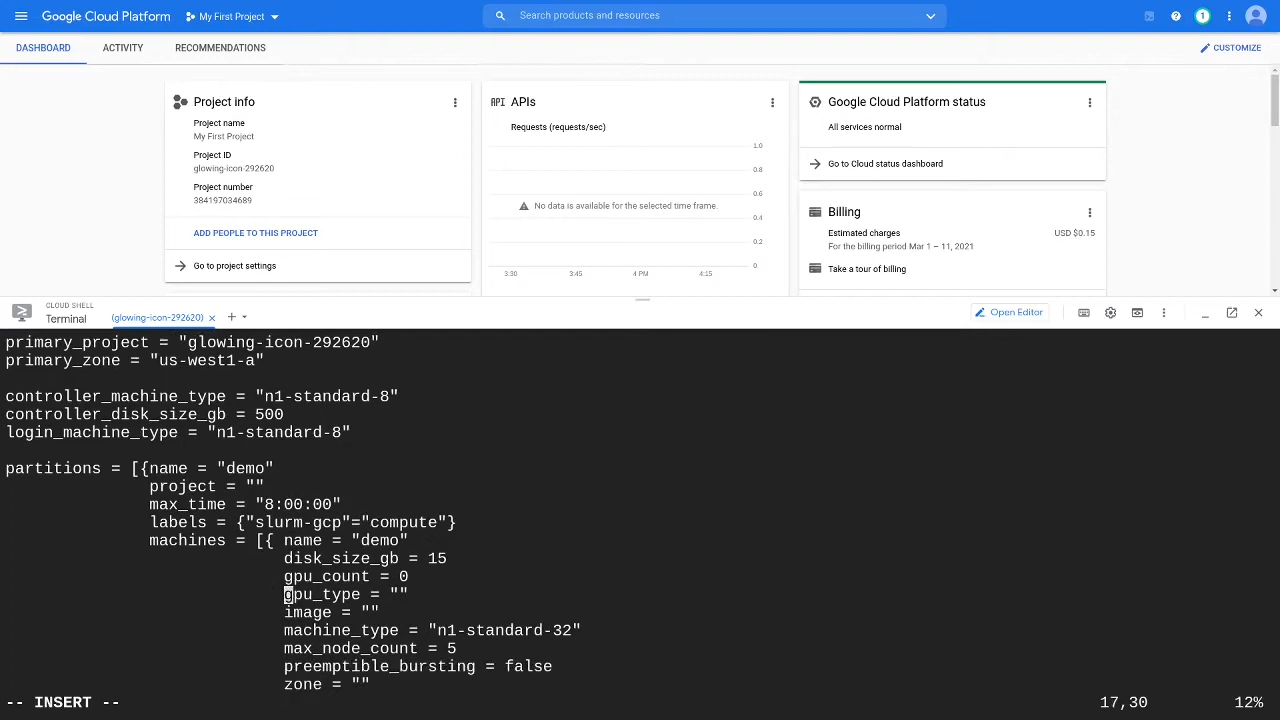 Google Cloud Platform My First Project Search products and resources 1
DASHBOARD ACTIVITY RECOMMENDATIONS CUSTOMIZE
Project info
Project name
My First Project
Project ID
glowing-icon-292620
Project number
384197034689
ADD PEOPLE TO THIS PROJECT
Go to project settings
API APIs
Requests (requests/sec)
1.0
0.8
0.6
No data is available for the selected time frame.
0.4
0.2
0
3:30 3:45 4 PM 4:15
Google Cloud Platform status
All services normal
Go to Cloud status dashboard
Billing
Estimated charges USD $0.15
For the billing period Mar 1 – 11, 2021
Take a tour of billing
CLOUD SHELL
Terminal (glowing-icon-292620) Open Editor
primary_project = "glowing-icon-292620"
primary_zone = "us-west1-a"
controller_machine_type = "n1-standard-8"
controller_disk_size_gb = 500
login_machine_type = "n1-standard-8"
partitions = [{name = "demo"
project = ""
max_time = "8:00:00"
labels = {"slurm-gcp"="compute"}
machines = [{ name = "demo"
disk_size_gb = 15
gpu_count = 0
gpu_type = ""
image = ""
machine_type = "n1-standard-32"
max_node_count = 5
preemptible_bursting = false
zone = ""
-- INSERT -- 17,30 12%